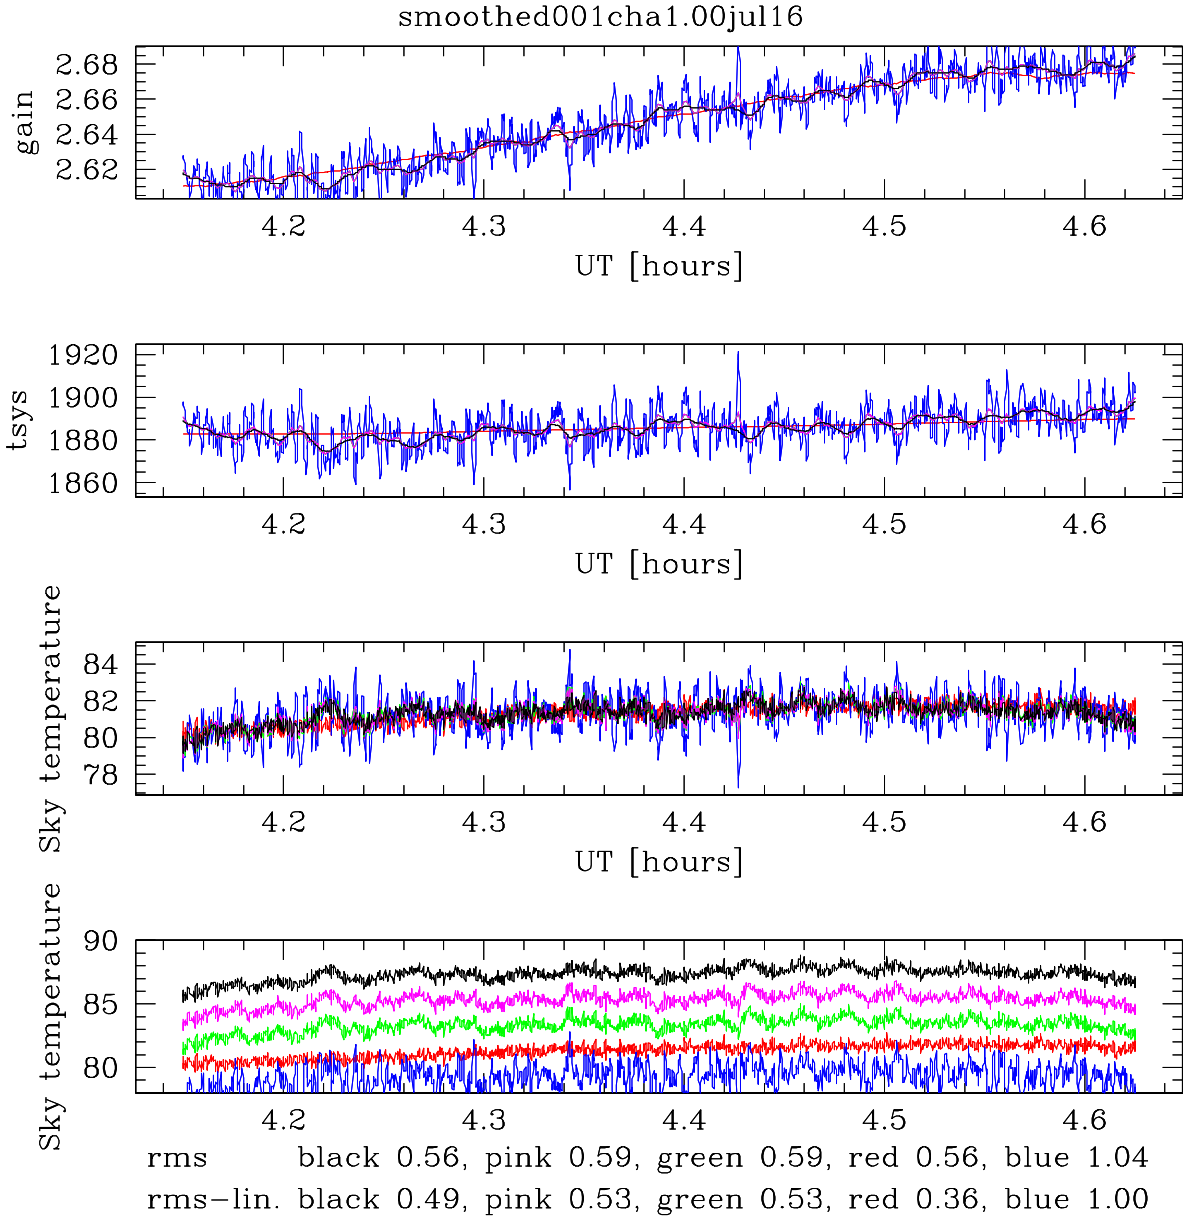 smoothed001cha1.00jul16
gain
2.68
2.66
2.64
2.62
4.2 4.3 4.4 4.5 4.6
UT [hours]
tsys
1920
1900
1880
1860
4.2 4.3 4.4 4.5 4.6
UT [hours]
Sky temperature
84
82
80
78
4.2 4.3 4.4 4.5 4.6
UT [hours]
Sky temperature
90
85
80
4.2 4.3 4.4 4.5 4.6
rms black 0.56, pink 0.59, green 0.59, red 0.56, blue 1.04
rms-lin. black 0.49, pink 0.53, green 0.53, red 0.36, blue 1.00